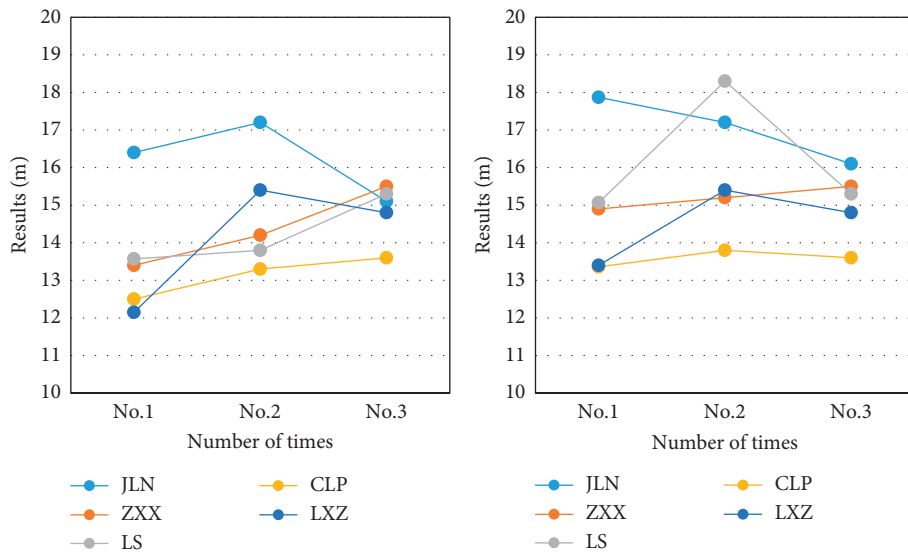 20
19
18
17
16
15
14
13
12
11
10
Results (m)
No.1 No.2 No.3
Number of times
JLN CLP
ZXX LXZ
LS
20
19
18
17
16
15
14
13
12
11
10
Results (m)
No.1 No.2 No.3
Number of times
JLN CLP
ZXX LXZ
LS